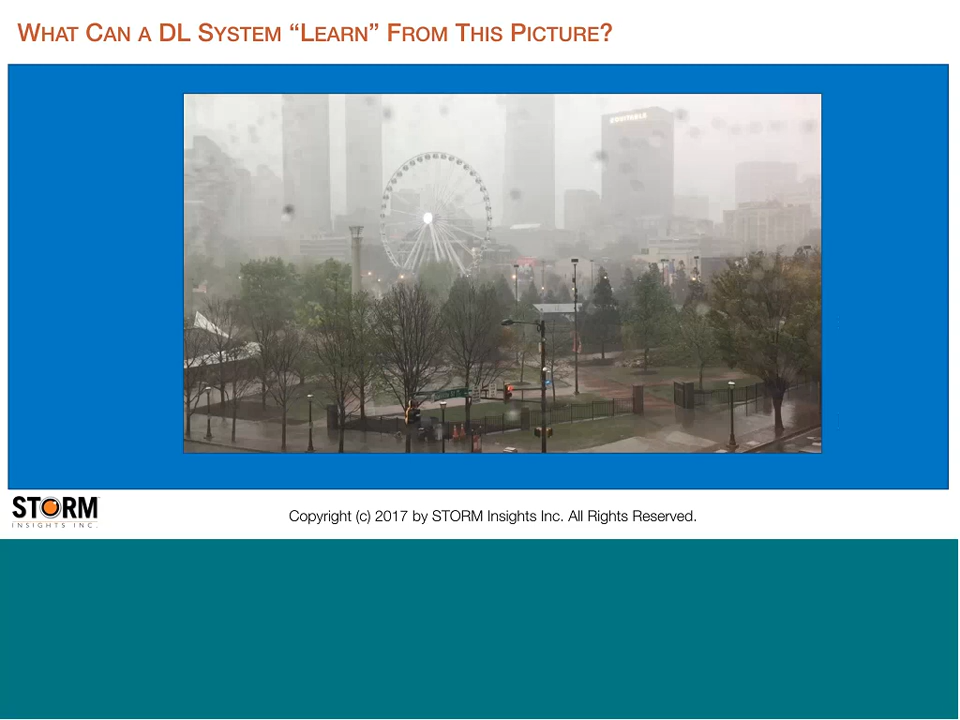 WHAT CAN A DL SYSTEM “LEARN” FROM THIS PICTURE?
EQUITABLE
STORM
INSIGHTS INC.
Copyright (c) 2017 by STORM Insights Inc. All Rights Reserved.